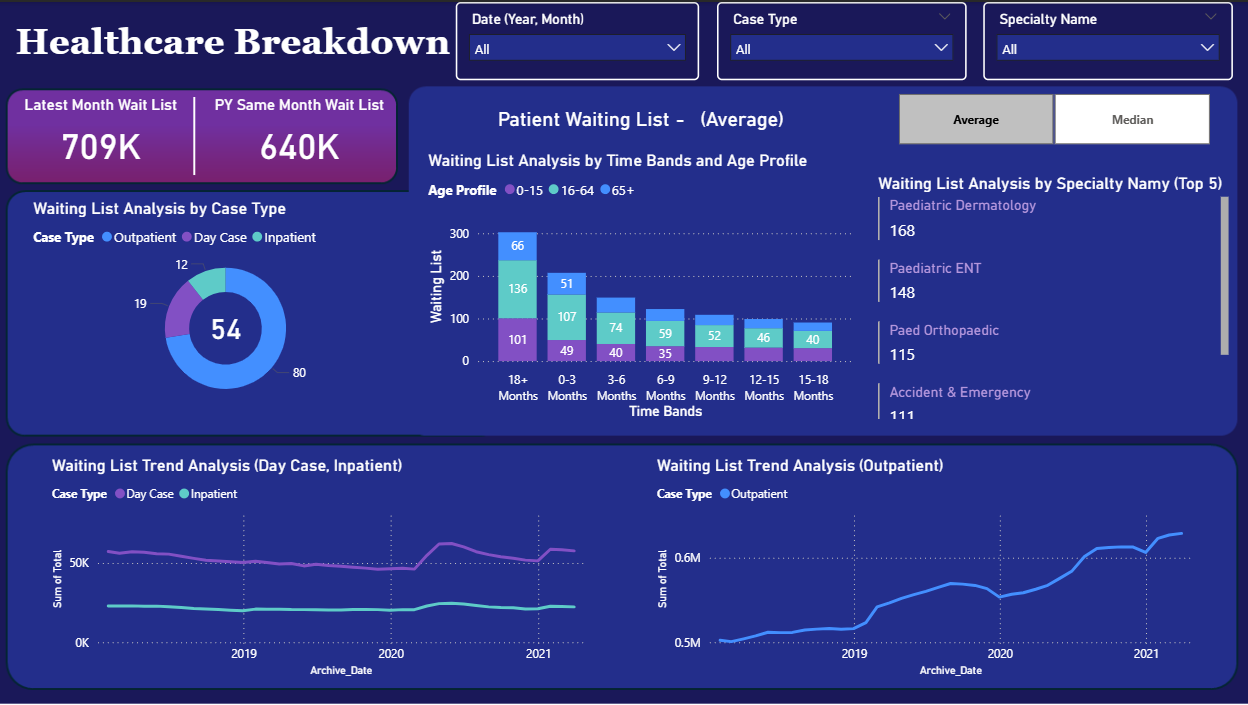 Healthcare Breakdown
Date (Year, Month)
All
Case Type
All
Specialty Name
All
Latest Month Wait List
709K
PY Same Month Wait List
640K
Patient Waiting List - (Average)
Average
Median
Waiting List Analysis by Case Type
Case Type Outpatient Day Case Inpatient
12
19
54
80
Waiting List Analysis by Time Bands and Age Profile
Age Profile 0-15 16-64 65+
Waiting List
300
200
100
0
66
136
101
51
107
49
74
40
59
35
52
46
40
18+ Months
0-3 Months
3-6 Months
6-9 Months
9-12 Months
12-15 Months
15-18 Months
Time Bands
Waiting List Analysis by Specialty Namy (Top 5)
Paediatric Dermatology
168
Paediatric ENT
148
Paed Orthopaedic
115
Accident & Emergency
111
Waiting List Trend Analysis (Day Case, Inpatient)
Case Type Day Case Inpatient
Sum of Total
50K
0K
2019 2020 2021
Archive_Date
Waiting List Trend Analysis (Outpatient)
Case Type Outpatient
Sum of Total
0.6M
0.5M
2019 2020 2021
Archive_Date